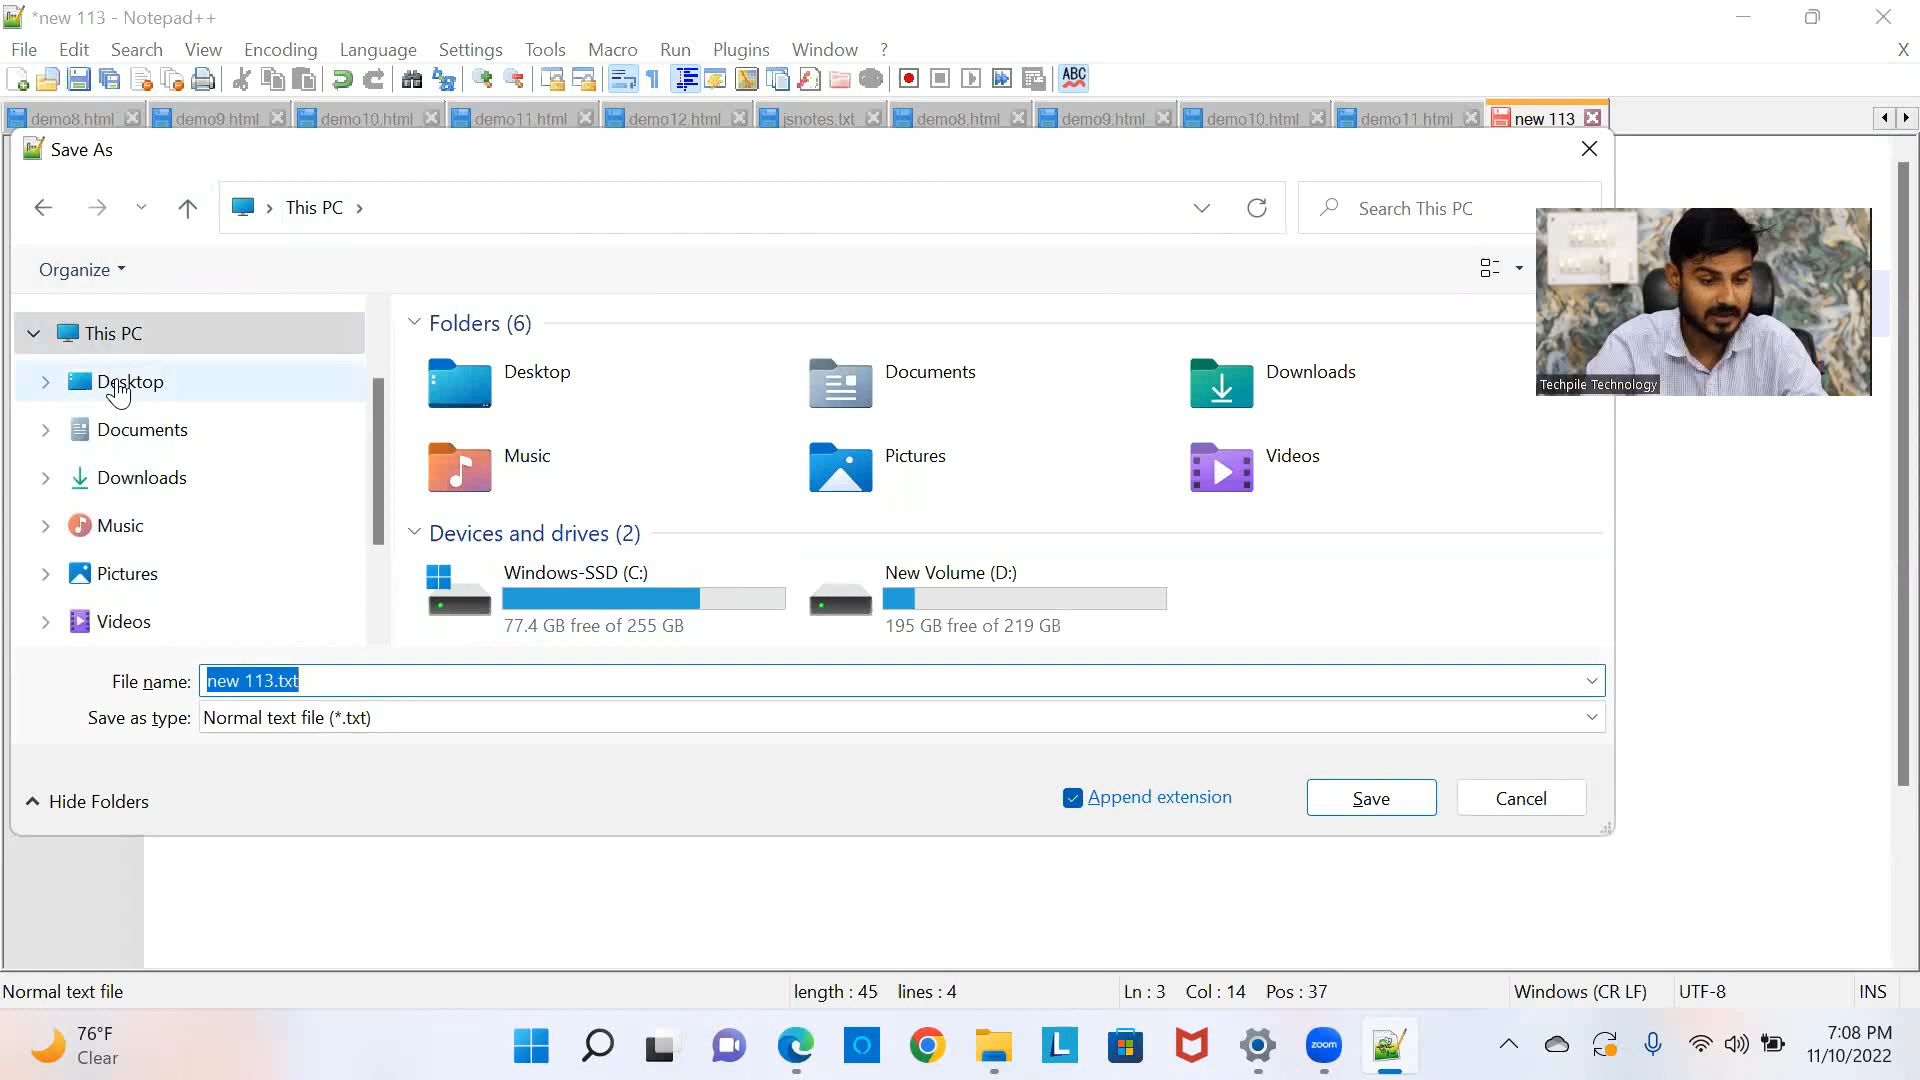 *new 113 - Notepad++
File Edit Search View Encoding Language Settings Tools Macro Run Plugins Window ? X
ABC
demo8.html demo9.html demo10.html demo11.html demo12.html jsnotes.txt demo8.html demo9.html demo10.html demo11.html new 113
Save As
This PC
Search This PC
Organize
This PC
Desktop
Documents
Downloads
Music
Pictures
Videos
Folders (6)
Desktop
Documents
Downloads
Music
Pictures
Videos
Devices and drives (2)
Windows-SSD (C:)
77.4 GB free of 255 GB
New Volume (D:)
195 GB free of 219 GB
Techpile Technology
File name: new 113.txt
Save as type: Normal text file (*.txt)
Hide Folders
Append extension
Save
Cancel
Normal text file length : 45 lines : 4 Ln : 3 Col : 14 Pos : 37 Windows (CR LF) UTF-8 INS
76°F
Clear
L
zoom
7:08 PM
11/10/2022